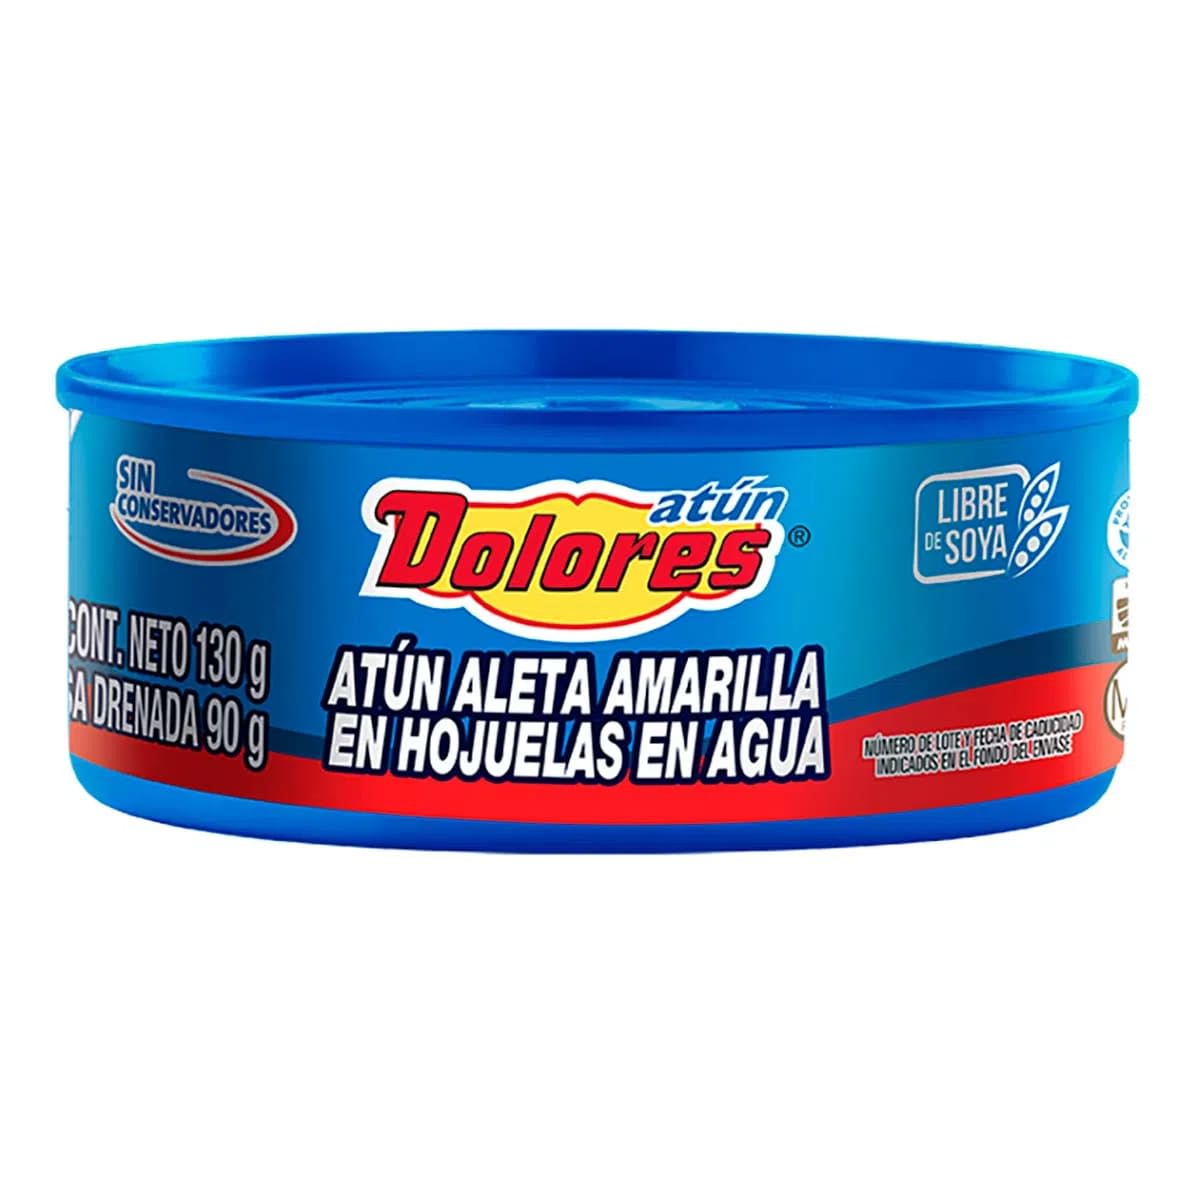 SIN
CONSERVADORES
atún
Dolores®
LIBRE
DE SOYA
CONT. NETO 130 g
DRENADA 90 g
ATÚN ALETA AMARILLA
EN HOJUELAS EN AGUA
NÚMERO DE LOTE Y FECHA DE CADUCIDAD
INDICADOS EN EL FONDO DEL ENVASE